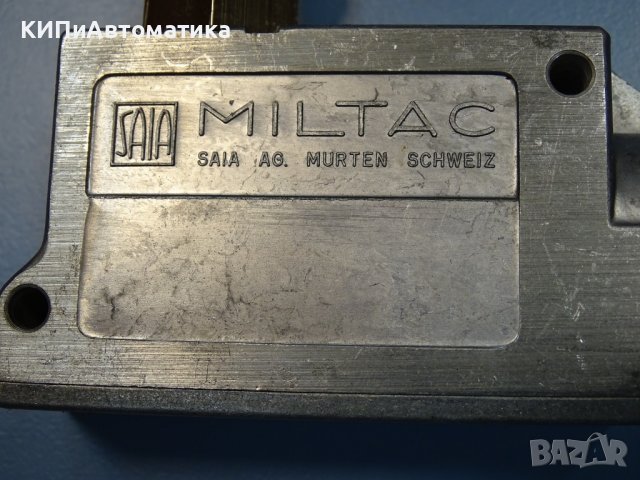 КИПиАвтоматика
SAIA MILTAC
SAIA AG. MURTEN SCHWEIZ
BAZAR